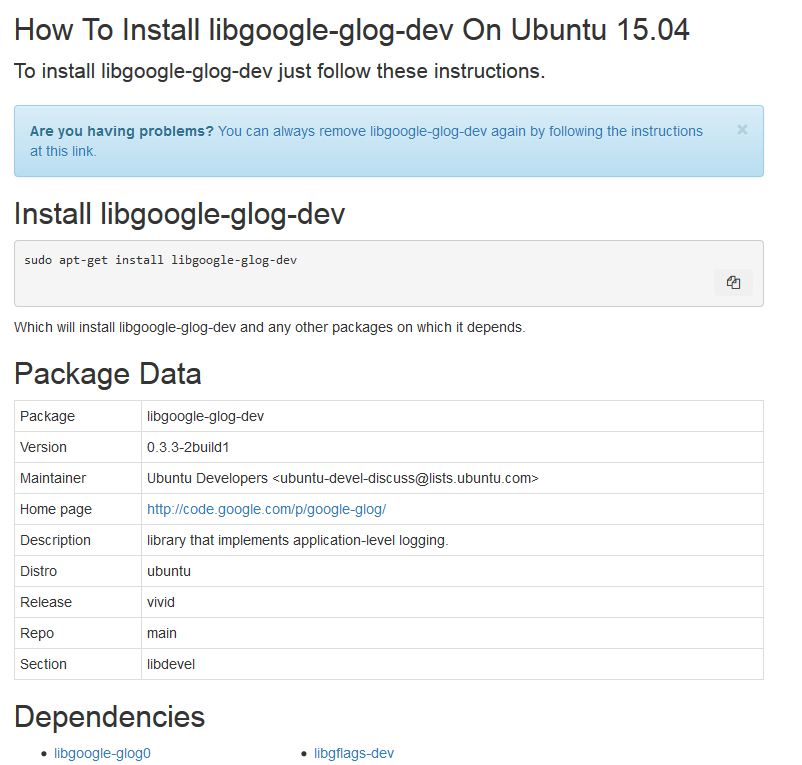 How To Install libgoogle-glog-dev On Ubuntu 15.04
To install libgoogle-glog-dev just follow these instructions.
Are you having problems? You can always remove libgoogle-glog-dev again by following the instructions ×
at this link.
Install libgoogle-glog-dev
sudo apt-get install libgoogle-glog-dev
Which will install libgoogle-glog-dev and any other packages on which it depends.
Package Data
Package libgoogle-glog-dev
Version 0.3.3-2build1
Maintainer Ubuntu Developers <ubuntu-devel-discuss@lists.ubuntu.com>
Home page http://code.google.com/p/google-glog/
Description library that implements application-level logging.
Distro ubuntu
Release vivid
Repo main
Section libdevel
Dependencies
• libgoogle-glog0 • libgflags-dev